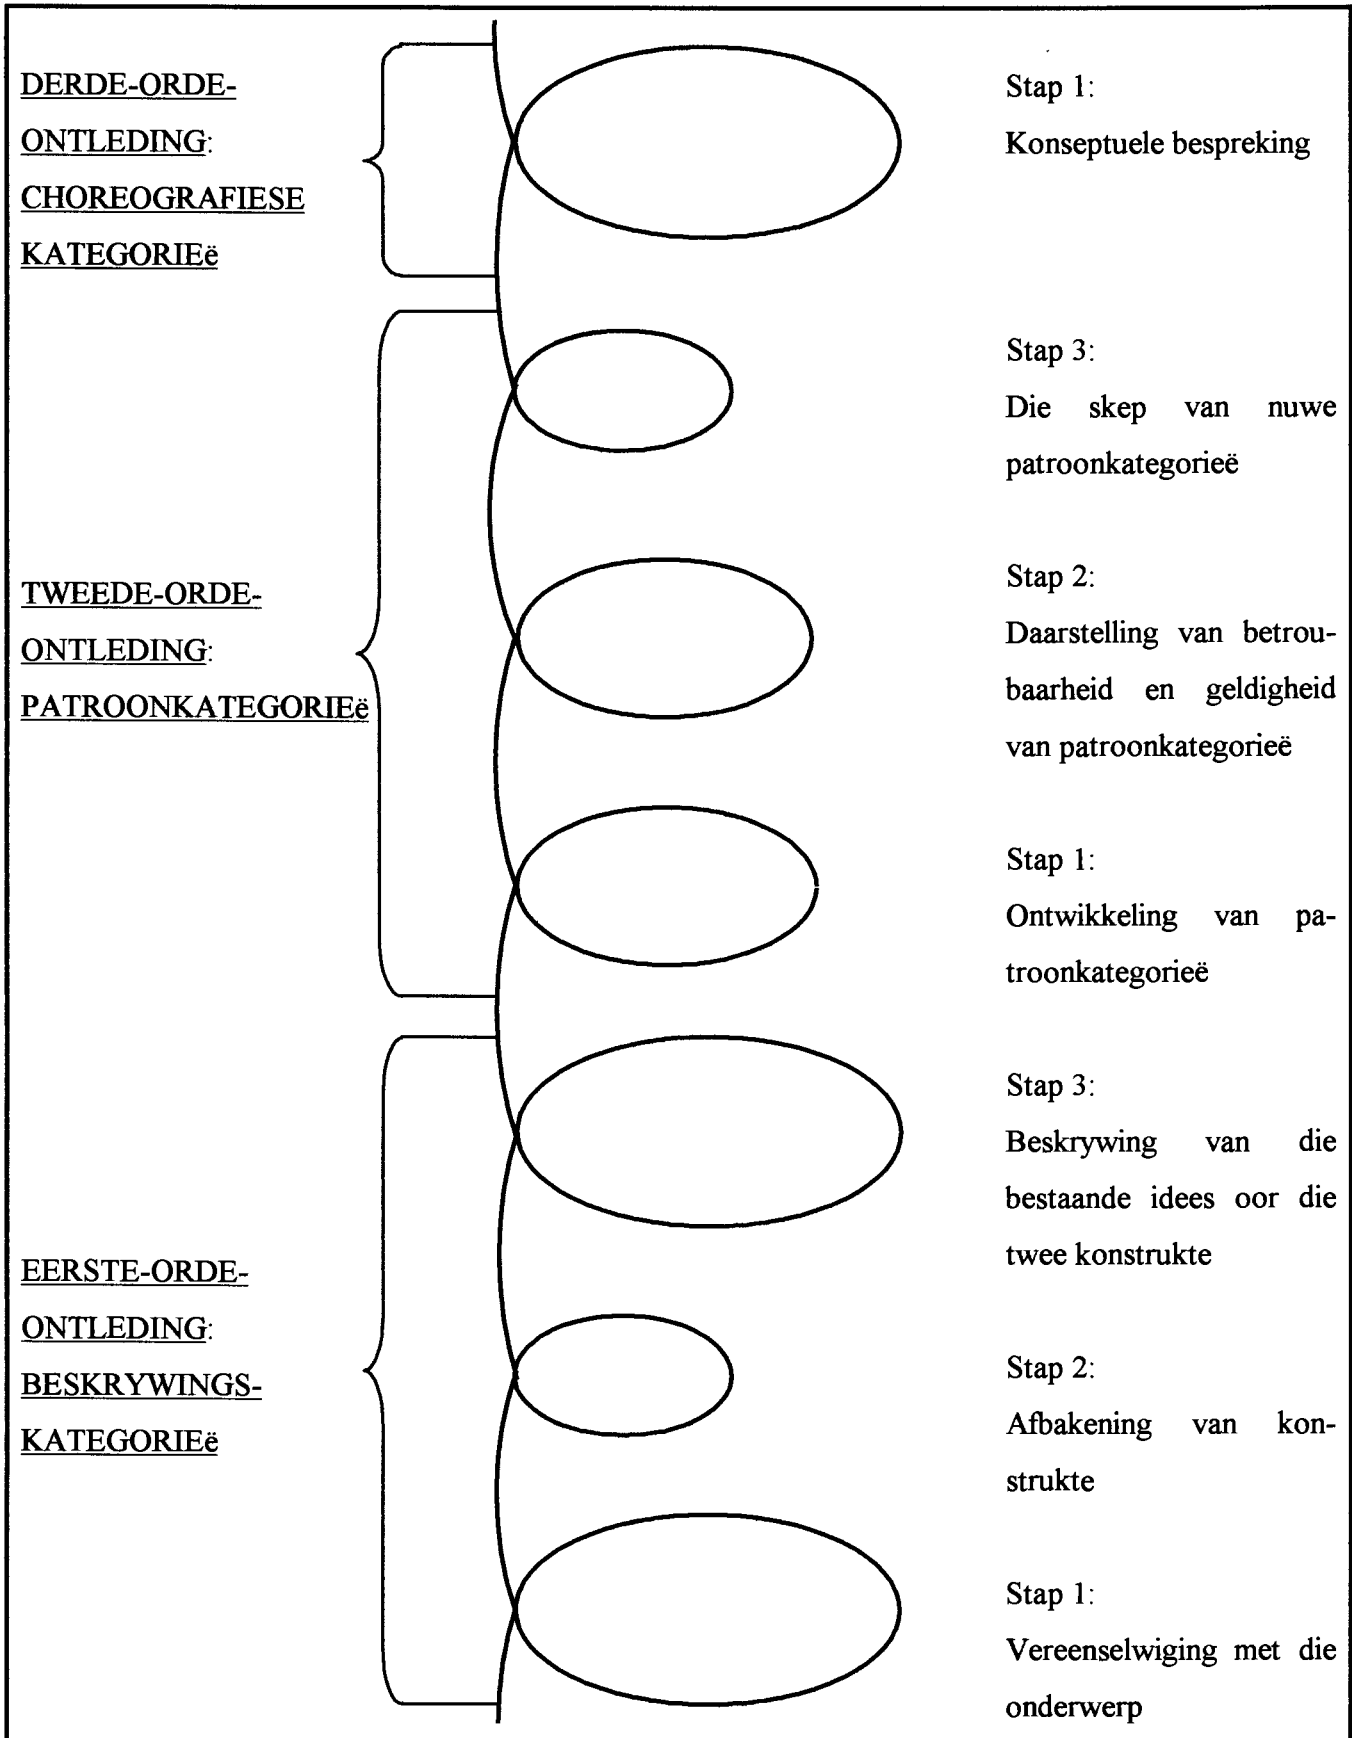 DERDE-ORDE-
ONTLEDING:
CHOREOGRAFIESE
KATEGORIEë
Stap 1:
Konseptuele bespreking
Stap 3:
Die skep van nuwe
patroonkategorieë
TWEEDE-ORDE-
ONTLEDING:
PATROONKATEGORIEë
Stap 2:
Daarstelling van betrou-
baarheid en geldigheid
van patroonkategorieë
Stap 1:
Ontwikkeling van pa-
troonkategorieë
EERSTE-ORDE-
ONTLEDING:
BESKRYWINGS-
KATEGORIEë
Stap 3:
Beskrywing van die
bestaande idees oor die
twee konstrukte
Stap 2:
Afbakening van kon-
strukte
Stap 1:
Vereenselwiging met die
onderwerp